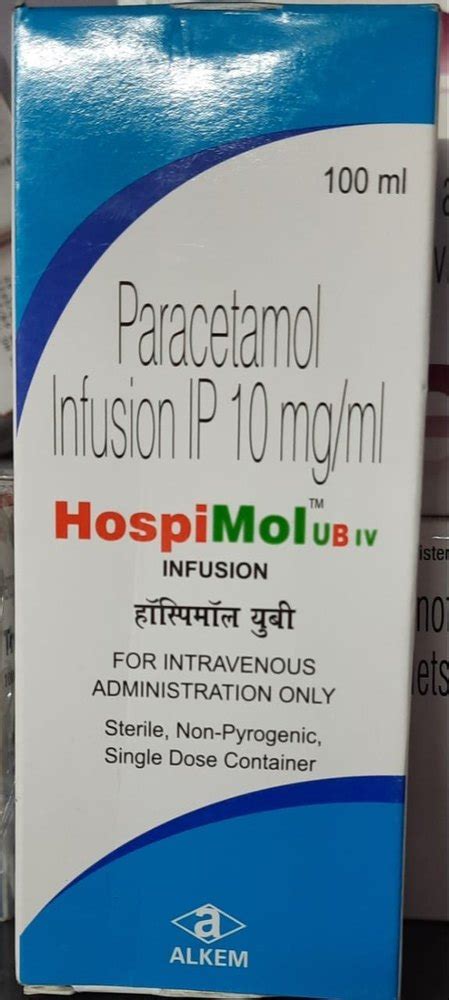 100 ml
Paracetamol
Infusion IP 10 mg/ml
HospiMol™ UB IV
INFUSION
हॉस्पिमॉल युबी
FOR INTRAVENOUS
ADMINISTRATION ONLY
Sterile, Non-Pyrogenic,
Single Dose Container
a
ALKEM